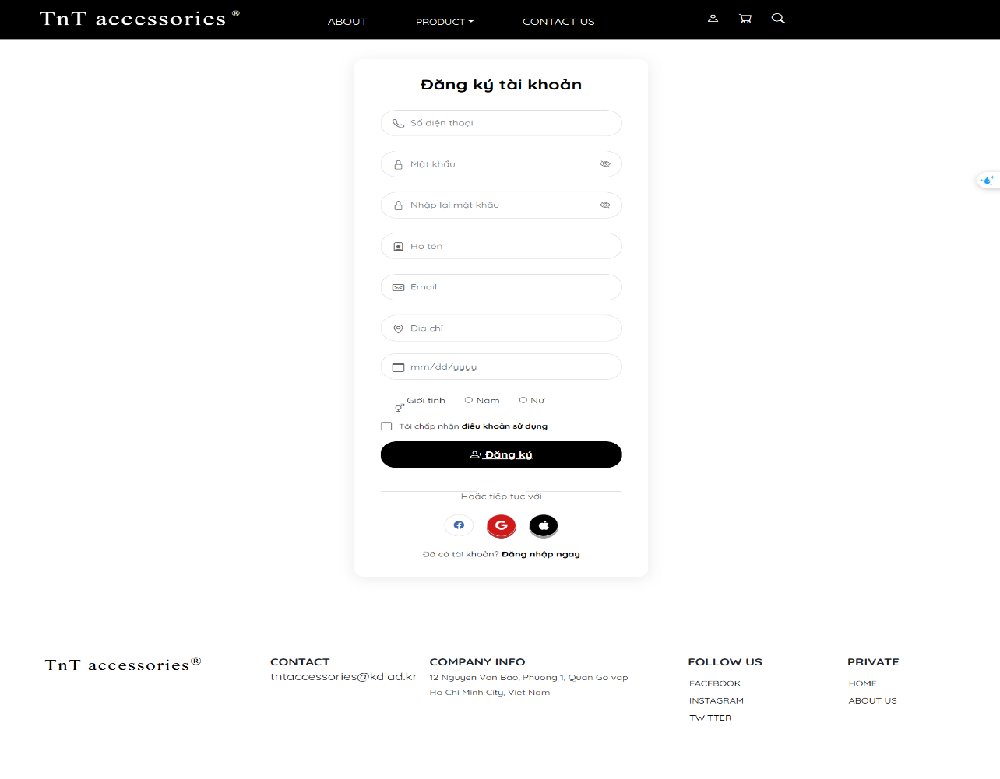 TnT accessories ®
ABOUT
PRODUCT
CONTACT US
Đăng ký tài khoản
Số điện thoại
Mật khẩu
Nhập lại mật khẩu
Họ tên
Email
Địa chỉ
mm/dd/yyyy
Giới tính Nam Nữ
Tôi chấp nhận điều khoản sử dụng
Đăng ký
Hoặc tiếp tục với
Đã có tài khoản? Đăng nhập ngay
TnT accessories®
CONTACT
tntaccessories@kdlad.kr
COMPANY INFO
12 Nguyen Van Bao, Phuong 1, Quan Go vap
Ho Chi Minh City, Viet Nam
FOLLOW US
FACEBOOK
INSTAGRAM
TWITTER
PRIVATE
HOME
ABOUT US